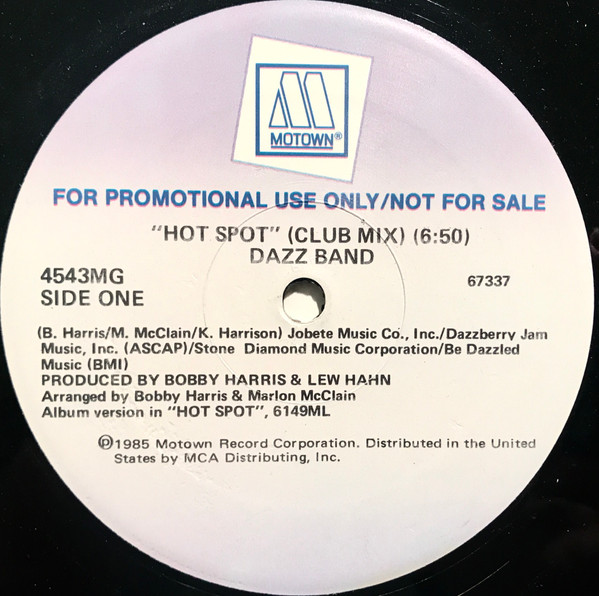 MOTOWN®
FOR PROMOTIONAL USE ONLY/NOT FOR SALE
"HOT SPOT" (CLUB MIX) (6:50)
DAZZ BAND
4543MG
67337
SIDE ONE
(B. Harris/M. McClain/K. Harrison) Jobete Music Co., Inc./Dazzberry Jam
Music, Inc. (ASCAP)/Stone Diamond Music Corporation/Be Dazzled
Music (BMI)
PRODUCED BY BOBBY HARRIS & LEW HAHN
Arranged by Bobby Harris & Marlon McClain
Album version in "HOT SPOT", 6149ML
℗1985 Motown Record Corporation. Distributed in the United
States by MCA Distributing, Inc.